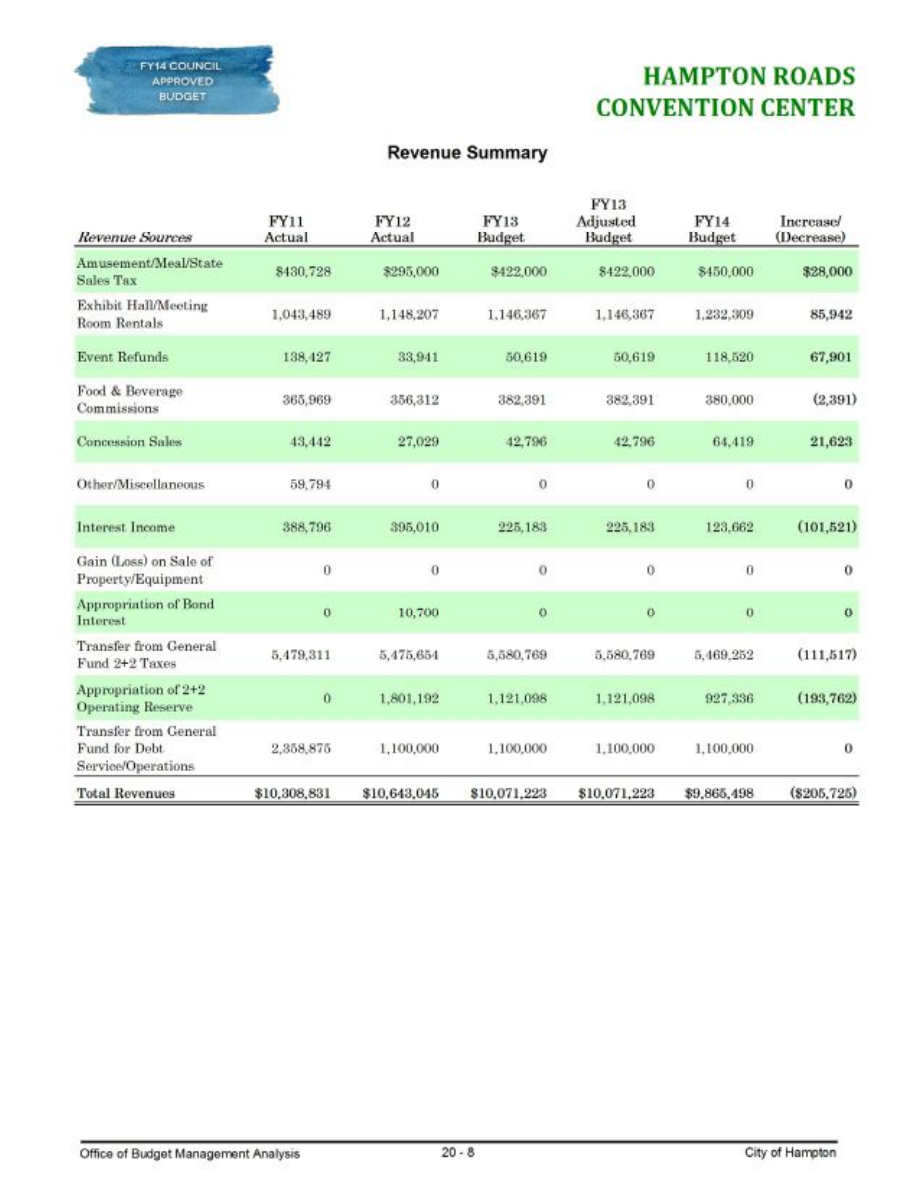 FY14 COUNCIL
APPROVED
BUDGET
HAMPTON ROADS
CONVENTION CENTER
Revenue Summary
FY13
FY11 FY12 FY13 Adjusted FY14 Increase/
Revenue Sources Actual Actual Budget Budget Budget (Decrease)
Amusement/Meal/State
Sales Tax $430,728 $295,000 $422,000 $422,000 $450,000 $28,000
Exhibit Hall/Meeting
Room Rentals 1,043,489 1,148,207 1,146,367 1,146,367 1,232,309 85,942
Event Refunds 138,427 33,941 50,619 50,619 118,520 67,901
Food & Beverage
Commissions 365,969 356,312 382,391 382,391 380,000 (2,391)
Concession Sales 43,442 27,029 42,796 42,796 64,419 21,623
Other/Miscellaneous 59,794 0 0 0 0 0
Interest Income 388,796 395,010 225,183 225,183 123,662 (101,521)
Gain (Loss) on Sale of
Property/Equipment 0 0 0 0 0 0
Appropriation of Bond
Interest 0 10,700 0 0 0 0
Transfer from General
Fund 2+2 Taxes 5,479,311 5,475,654 5,580,769 5,580,769 5,469,252 (111,517)
Appropriation of 2+2
Operating Reserve 0 1,801,192 1,121,098 1,121,098 927,336 (193,762)
Transfer from General
Fund for Debt 2,358,875 1,100,000 1,100,000 1,100,000 1,100,000 0
Service/Operations
Total Revenues $10,308,831 $10,643,045 $10,071,223 $10,071,223 $9,865,498 ($205,725)
Office of Budget Management Analysis 20 - 8 City of Hampton